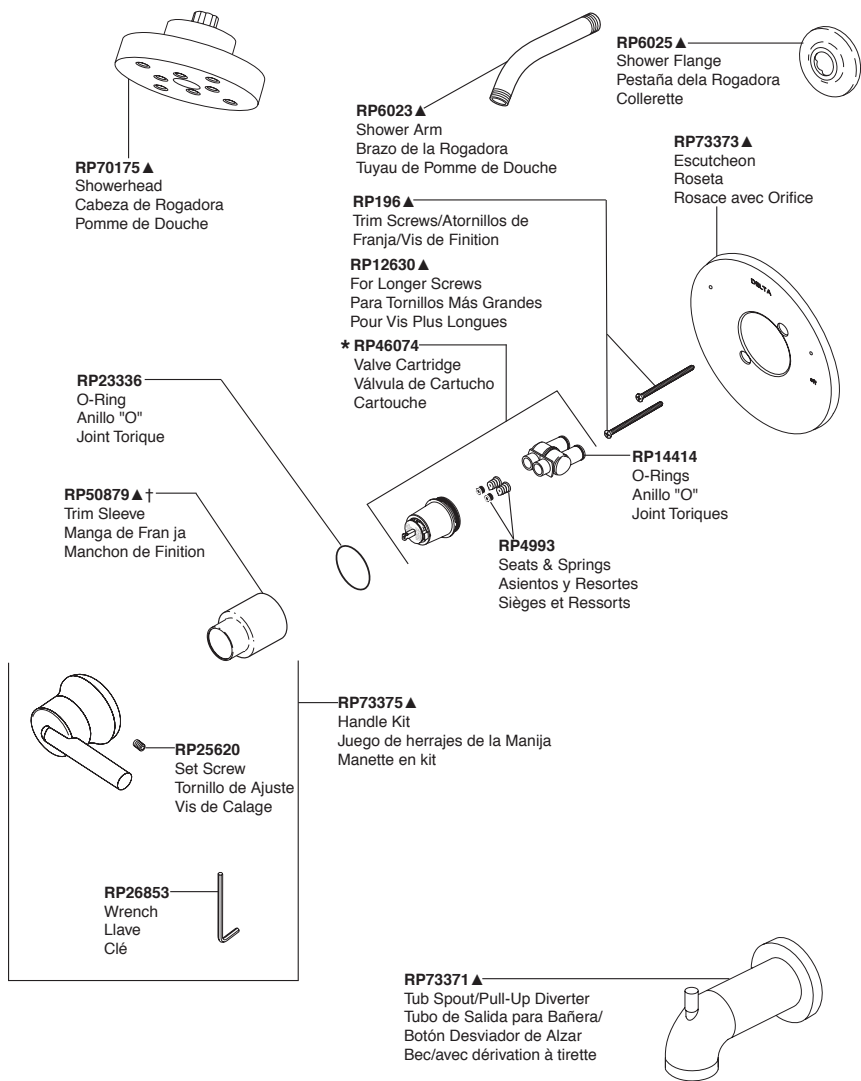 RP70175▲
Showerhead
Cabeza de Rogadora
Pomme de Douche
RP6023▲
Shower Arm
Brazo de la Rogadora
Tuyau de Pomme de Douche
RP6025▲
Shower Flange
Pestaña dela Rogadora
Collerette
RP73373▲
Escutcheon
Roseta
Rosace avec Orifice
RP196▲
Trim Screws/Atornillos de
Franja/Vis de Finition
RP12630▲
For Longer Screws
Para Tornillos Más Grandes
Pour Vis Plus Longues
* RP46074
Valve Cartridge
Válvula de Cartucho
Cartouche
DELTA
RP23336
O-Ring
Anillo "O"
Joint Torique
RP50879▲†
Trim Sleeve
Manga de Fran ja
Manchon de Finition
RP14414
O-Rings
Anillo "O"
Joint Toriques
RP4993
Seats & Springs
Asientos y Resortes
Sièges et Ressorts
RP73375▲
Handle Kit
Juego de herrajes de la Manija
Manette en kit
RP25620
Set Screw
Tornillo de Ajuste
Vis de Calage
RP26853
Wrench
Llave
Clé
RP73371▲
Tub Spout/Pull-Up Diverter
Tubo de Salida para Bañera/
Botón Desviador de Alzar
Bec/avec dérivation à tirette